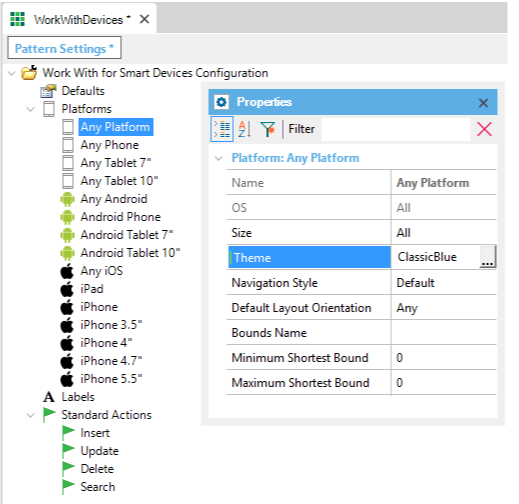 WorkWithDevices *
Pattern Settings *
Work With for Smart Devices Configuration
Defaults
Platforms
Any Platform
Any Phone
Any Tablet 7"
Any Tablet 10"
Any Android
Android Phone
Android Tablet 7"
Android Tablet 10"
Any iOS
iPad
iPhone
iPhone 3.5"
iPhone 4"
iPhone 4.7"
iPhone 5.5"
Labels
Standard Actions
Insert
Update
Delete
Search
Properties
Filter
Platform: Any Platform
Name Any Platform
OS All
Size All
Theme ClassicBlue ...
Navigation Style Default
Default Layout Orientation Any
Bounds Name
Minimum Shortest Bound 0
Maximum Shortest Bound 0